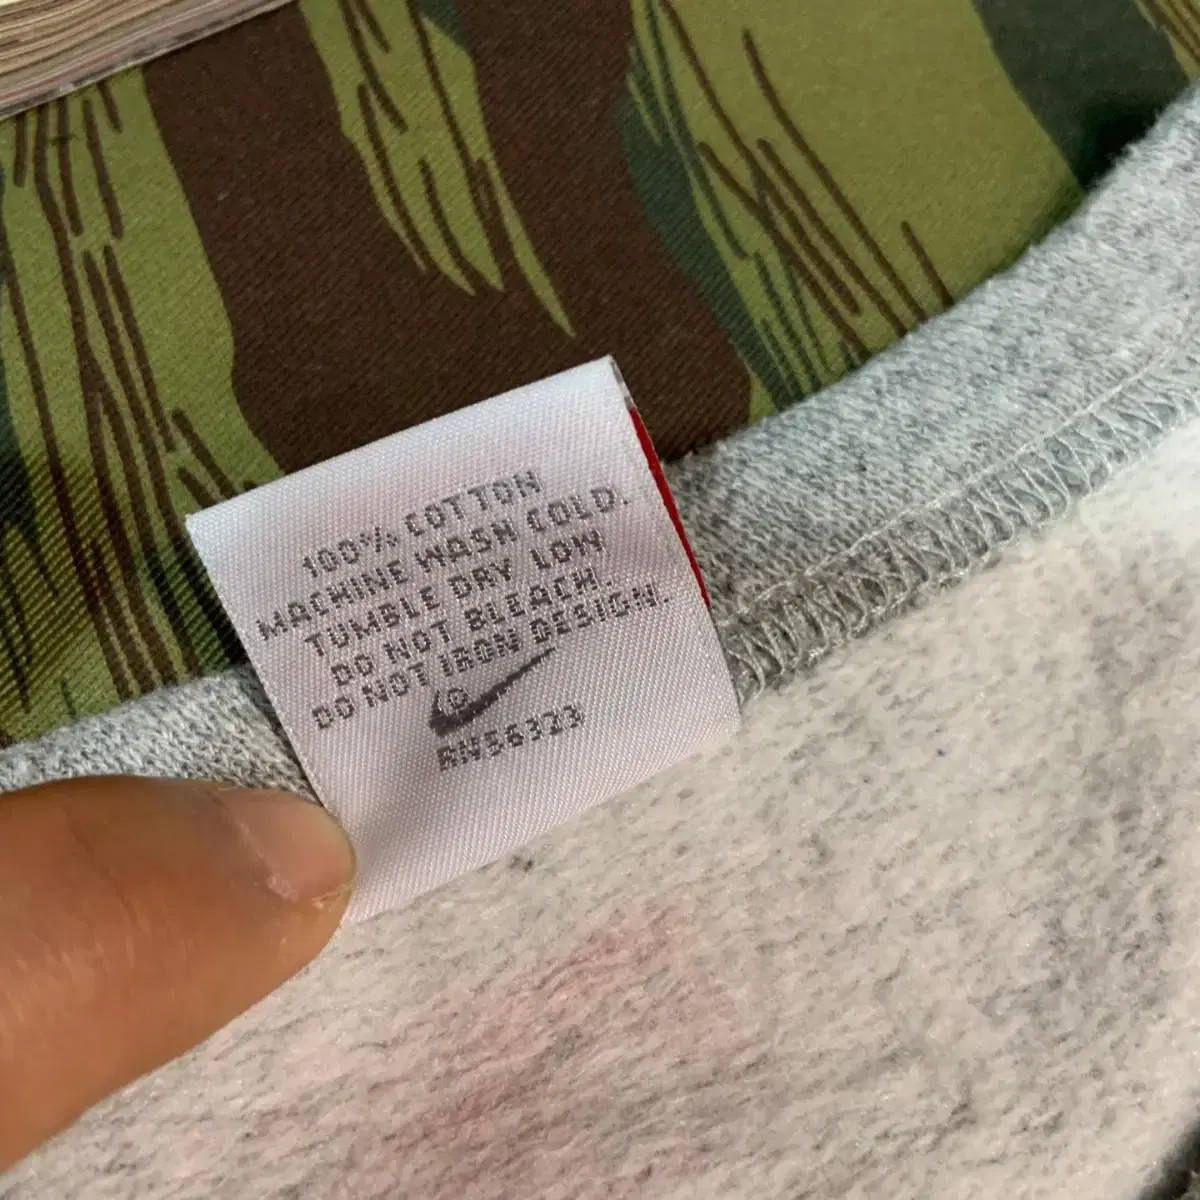 100% COTTON
MACHINE WASH COLD.
TUMBLE DRY LOW
DO NOT BLEACH.
DO NOT IRON DESIGN.
©
RN56323